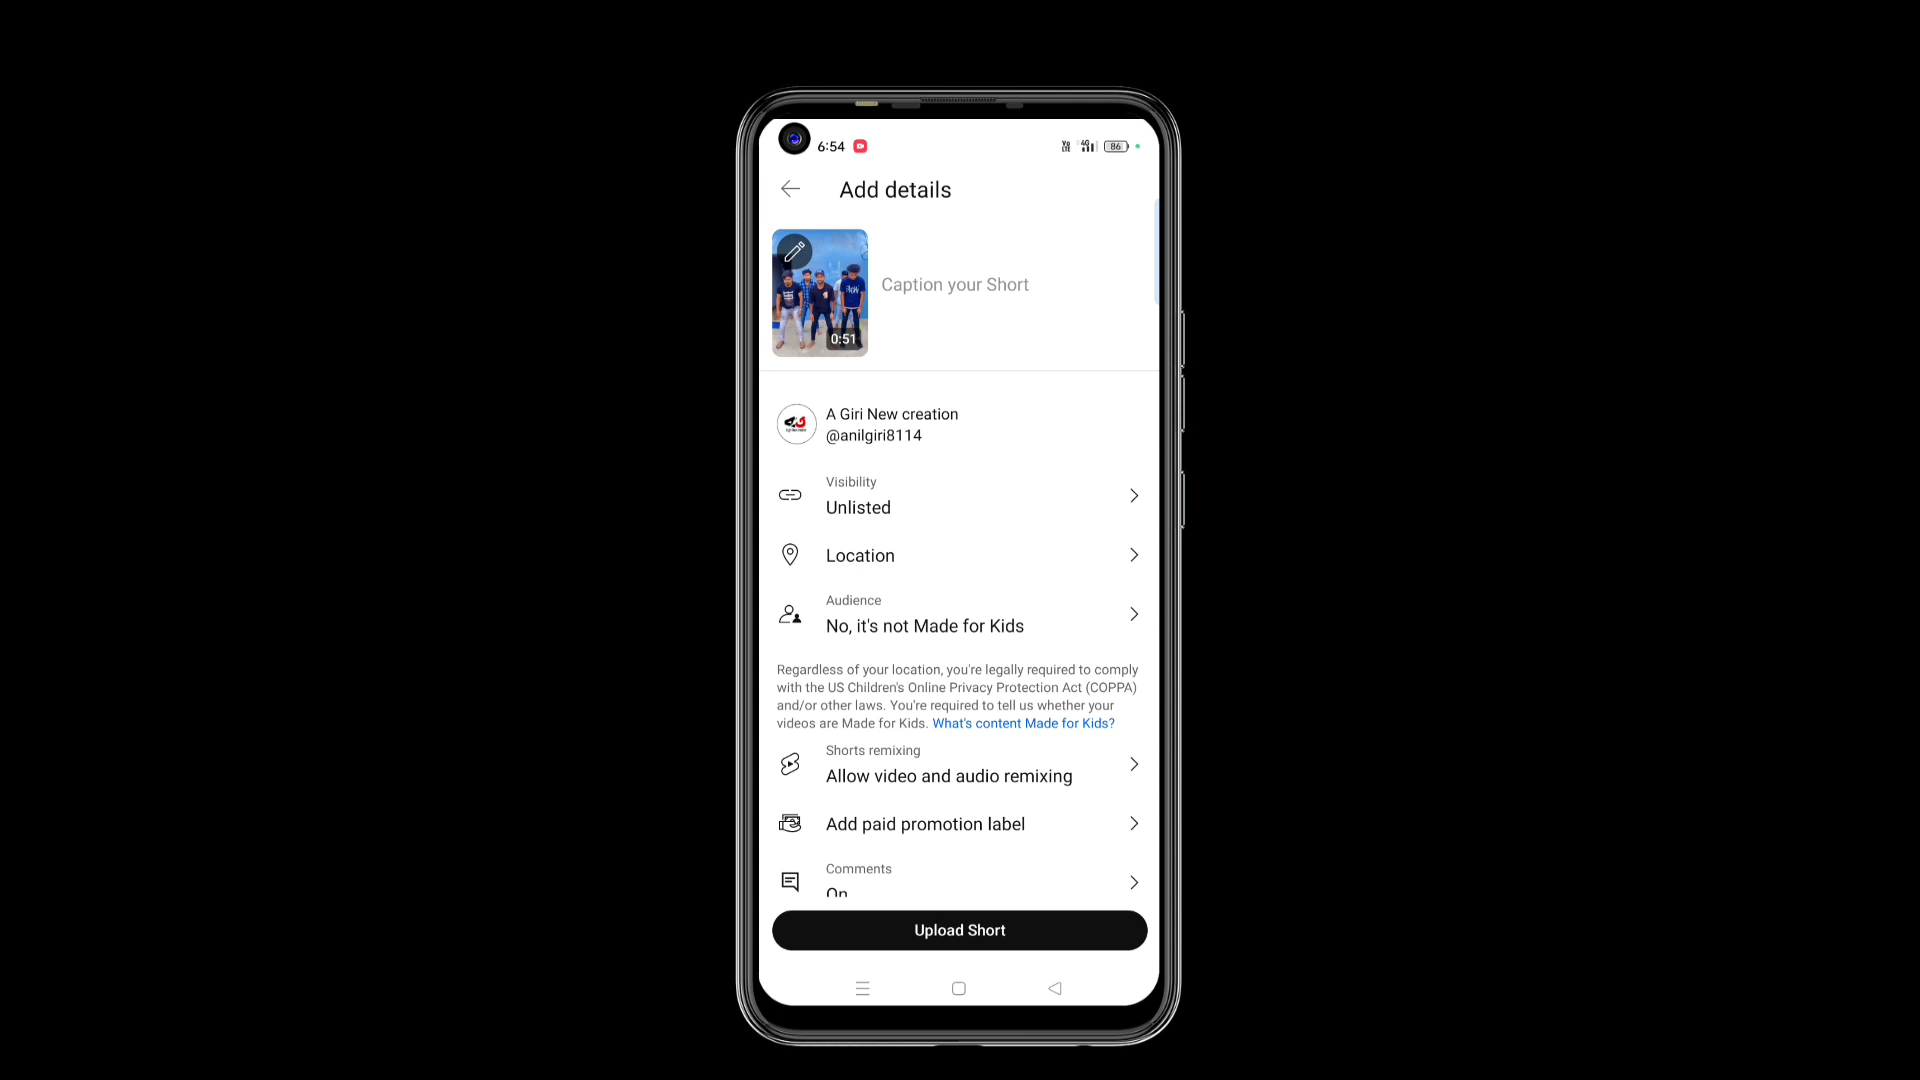 6:54
Vo
LTE
4G
86
Add details
Caption your Short
0:51
A Giri New creation
@anilgiri8114
Visibility
Unlisted
Location
Audience
No, it's not Made for Kids
Regardless of your location, you're legally required to comply
with the US Children's Online Privacy Protection Act (COPPA)
and/or other laws. You're required to tell us whether your
videos are Made for Kids. What's content Made for Kids?
Shorts remixing
Allow video and audio remixing
Add paid promotion label
Comments
On
Upload Short